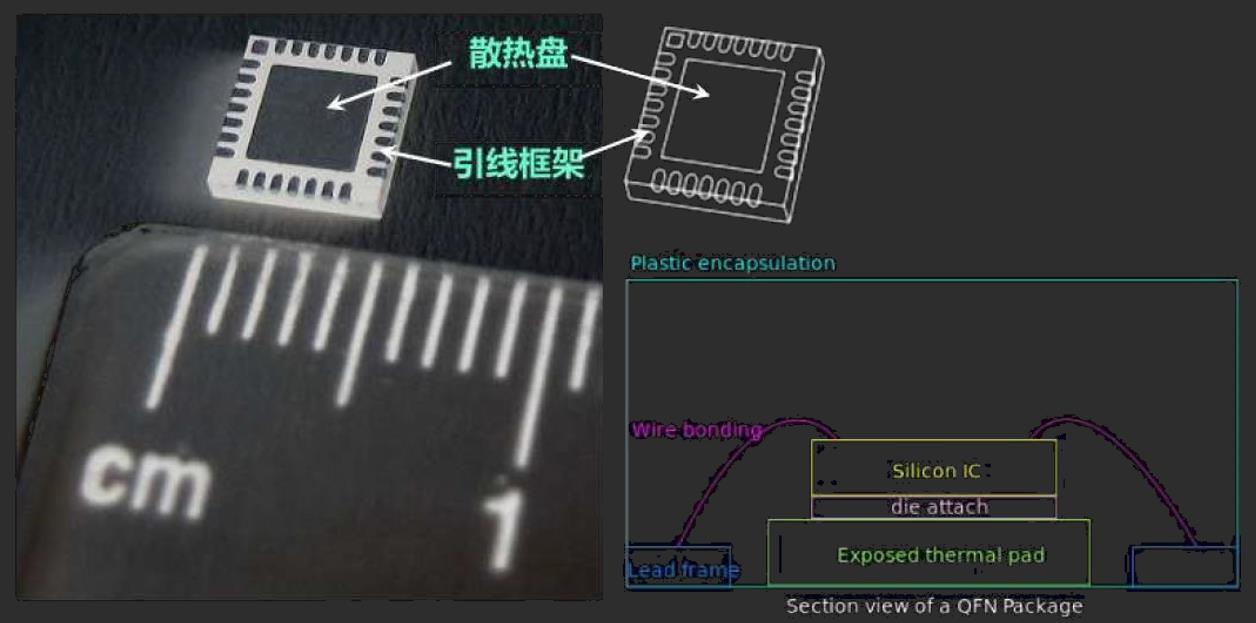 散热盘
引线框架
cm
1
Plastic encapsulation
Wire bonding
Silicon IC
die attach
Exposed thermal pad
Lead frame
Section view of a QFN Package